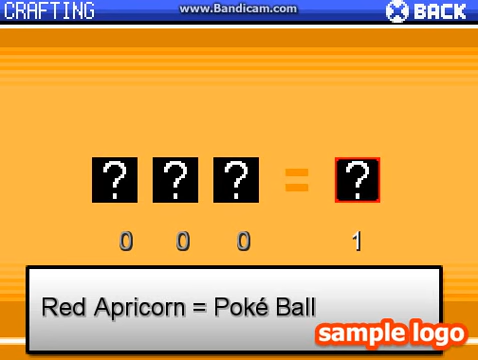 CRAFTING
www.Bandicam.com
BACK
? ? ? = ?
0 0 0 1
Red Apricorn = Poké Ball
sample logo